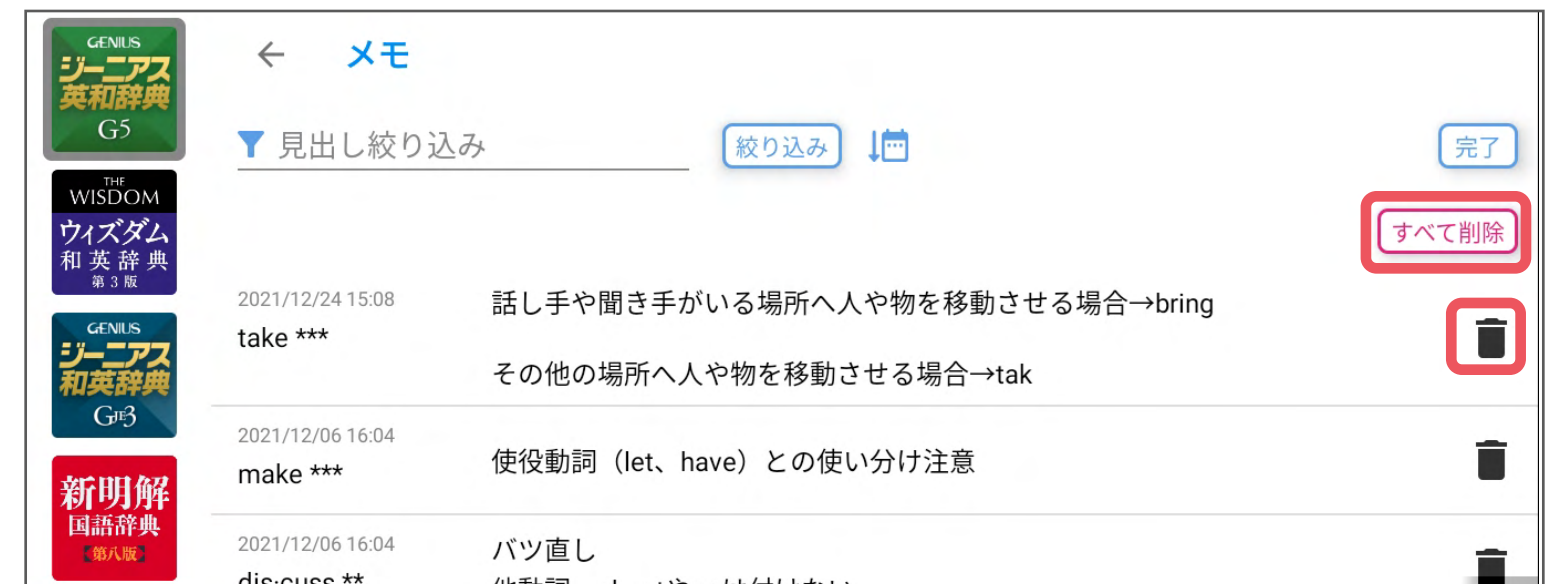 GENIUS
ジーニアス
英和辞典
G5
THE
WISDOM
ウィズダム
和英辞典
第3版
GENIUS
ジーニアス
和英辞典
GJE3
新明解
国語辞典
【第八版】
メモ
見出し絞り込み
絞り込み
完了
すべて削除
2021/12/24 15:08
take ***
話し手や聞き手がいる場所へ人や物を移動させる場合→bring
その他の場所へ人や物を移動させる場合→tak
2021/12/06 16:04
make ***
使役動詞（let、have）との使い分け注意
2021/12/06 16:04
dis·cuss **
バツ直し